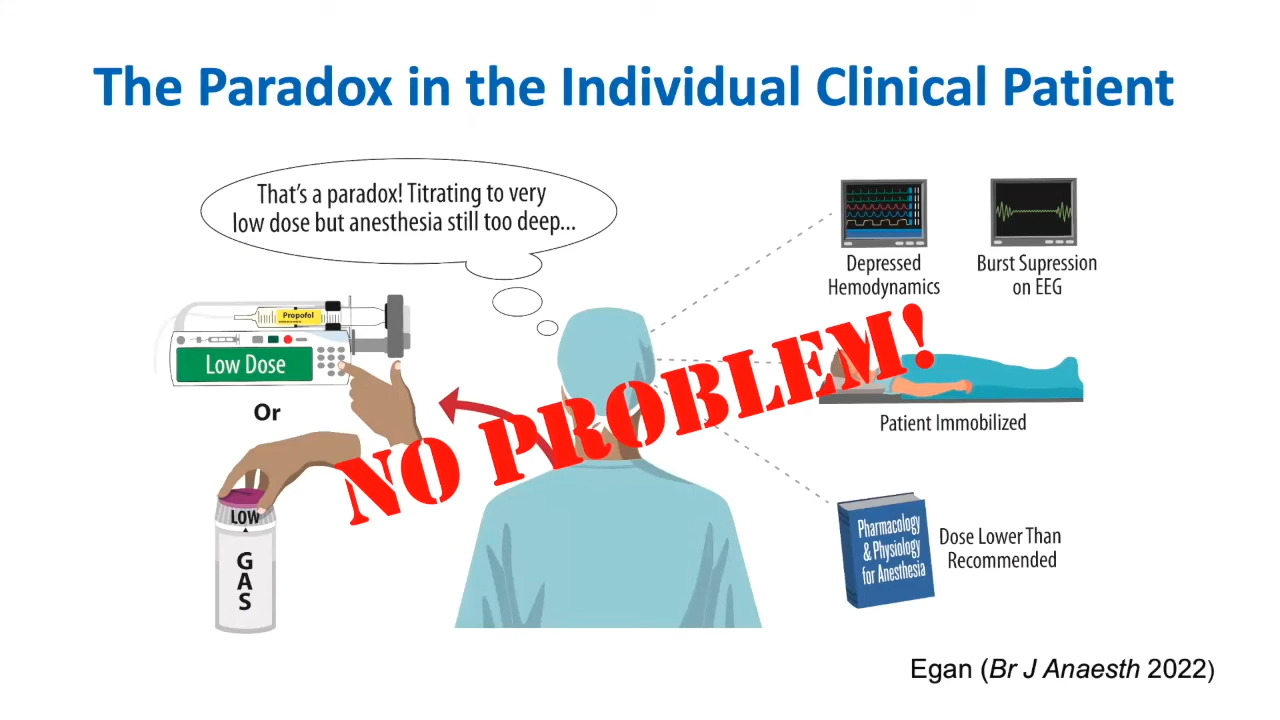 The Paradox in the Individual Clinical Patient
That's a paradox! Titrating to very
low dose but anesthesia still too deep...
Depressed
Hemodynamics
Burst Supression
on EEG
Propofol
Low Dose
Or
NO PROBLEM!
Patient Immobilized
LOW
GAS
Pharmacology
& Physiology
for Anesthesia
Dose Lower Than
Recommended
Egan (Br J Anaesth 2022)